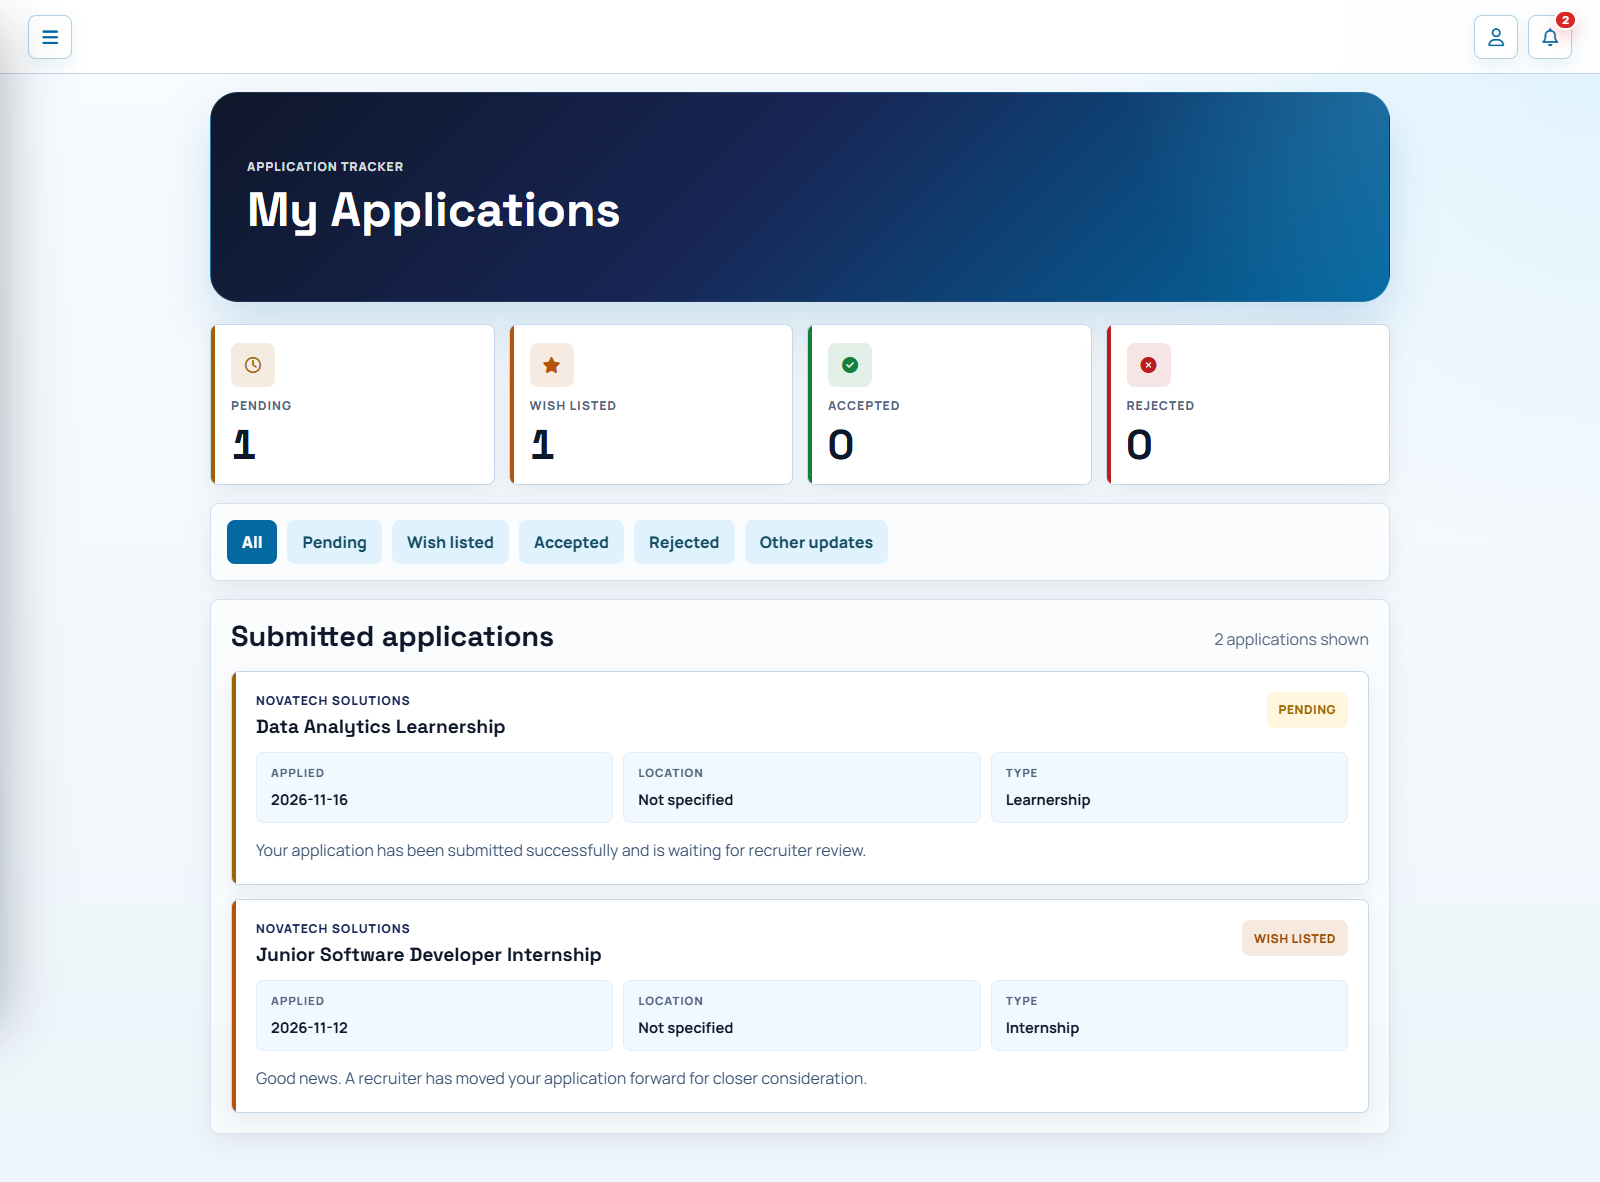 2
APPLICATION TRACKER
My Applications
PENDING
1
WISH LISTED
1
ACCEPTED
0
REJECTED
0
All
Pending
Wish listed
Accepted
Rejected
Other updates
Submitted applications
2 applications shown
NOVATECH SOLUTIONS
Data Analytics Learnership
PENDING
APPLIED
2026-11-16
LOCATION
Not specified
TYPE
Learnership
Your application has been submitted successfully and is waiting for recruiter review.
NOVATECH SOLUTIONS
Junior Software Developer Internship
WISH LISTED
APPLIED
2026-11-12
LOCATION
Not specified
TYPE
Internship
Good news. A recruiter has moved your application forward for closer consideration.